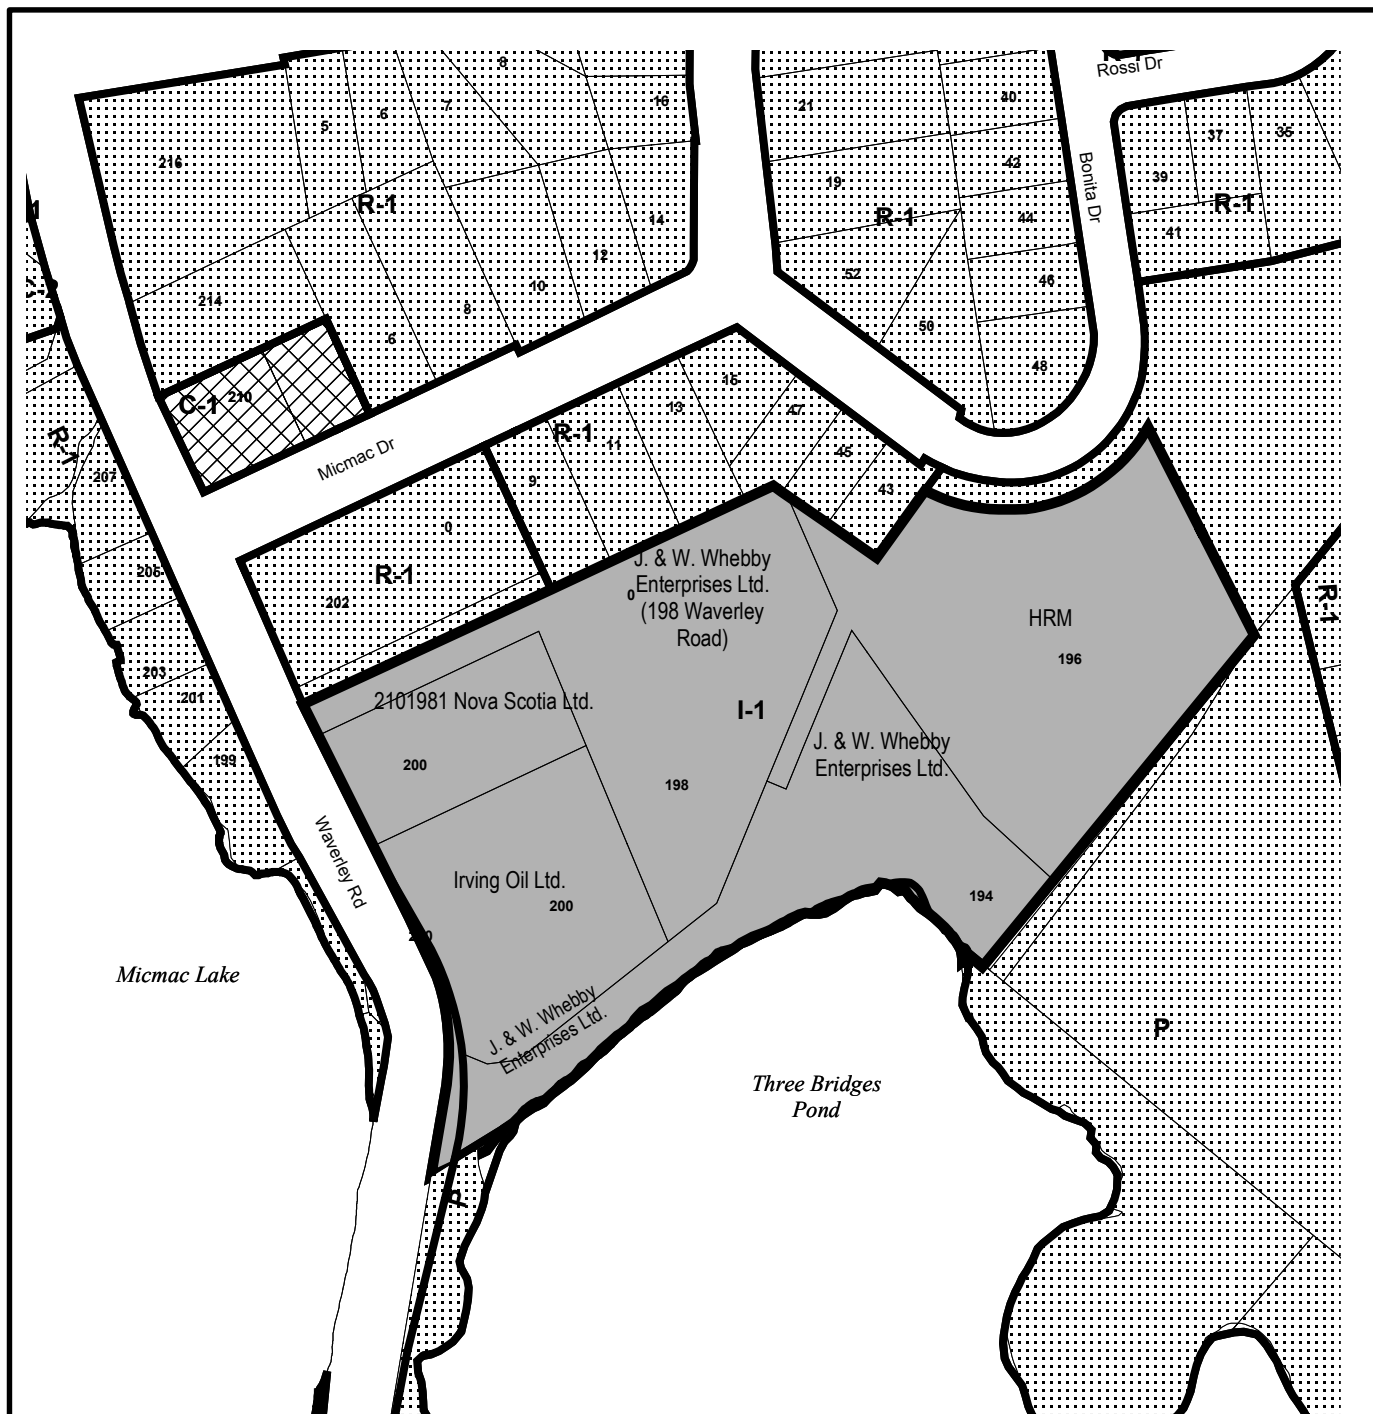 Rossi Dr
8
5
6
7
16
21
40
37
35
216
19
42
39
R-1
R-1
R-1
14
44
41
Bonita Dr
12
52
46
10
214
8
6
50
48
C-1
210
15
13
47
R-1
11
45
Micmac Dr
R-1
207
9
43
0
R-1
205
202
J. & W. Whebby
Enterprises Ltd.
0
(198 Waverley
Road)
HRM
196
R-1
203
201
199
2101981 Nova Scotia Ltd.
I-1
200
198
J. & W. Whebby
Enterprises Ltd.
Waverley Rd
Irving Oil Ltd.
200
194
Micmac Lake
J. & W. Whebby
Enterprises Ltd.
P
Three Bridges
Pond
P